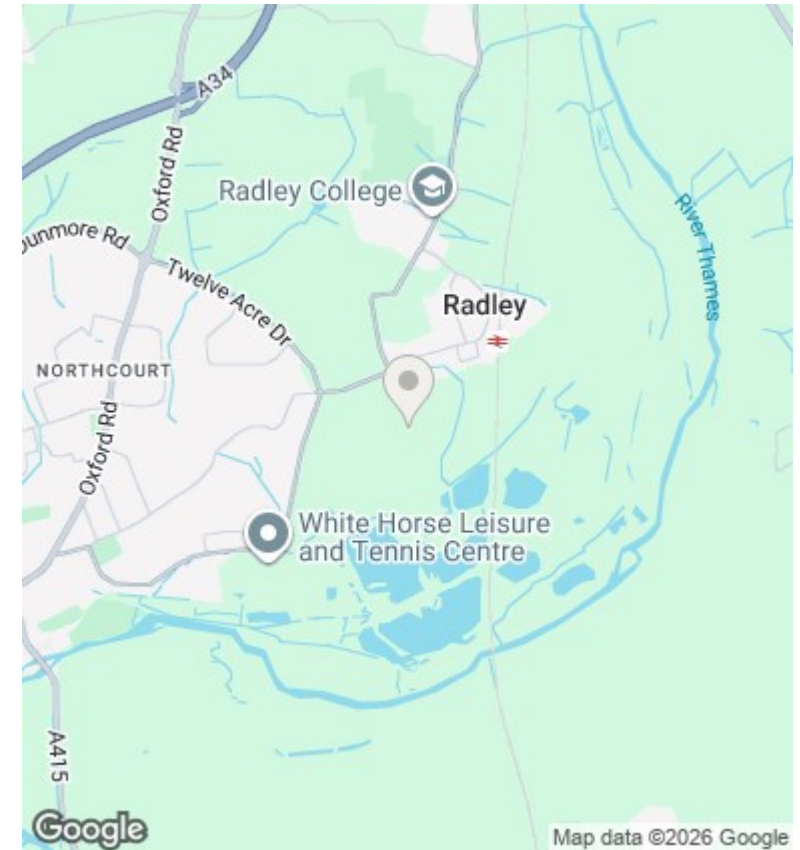 A34
Oxford Rd
Radley College
Dunmore Rd
Twelve Acre Dr
River Thames
Radley
NORTHCOURT
Oxford Rd
White Horse Leisure
and Tennis Centre
A415
Google
Map data ©2026 Google